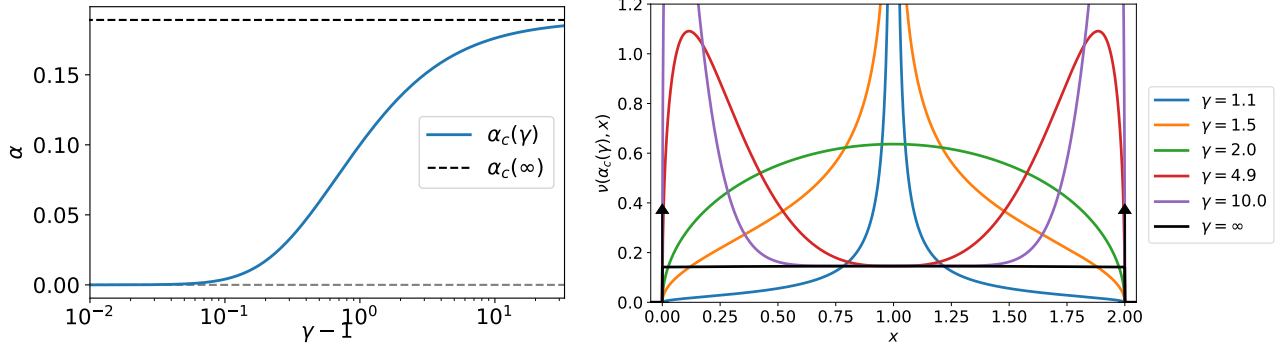 α
0.15
0.10
0.05
0.00
10⁻²
10⁻¹
10⁰
10¹
γ − 1
α_c(γ)
α_c(∞)
ν(α_c(γ), x)
1.2
1.0
0.8
0.6
0.4
0.2
0.0
0.00
0.25
0.50
0.75
1.00
1.25
1.50
1.75
2.00
x
γ = 1.1
γ = 1.5
γ = 2.0
γ = 4.9
γ = 10.0
γ = ∞